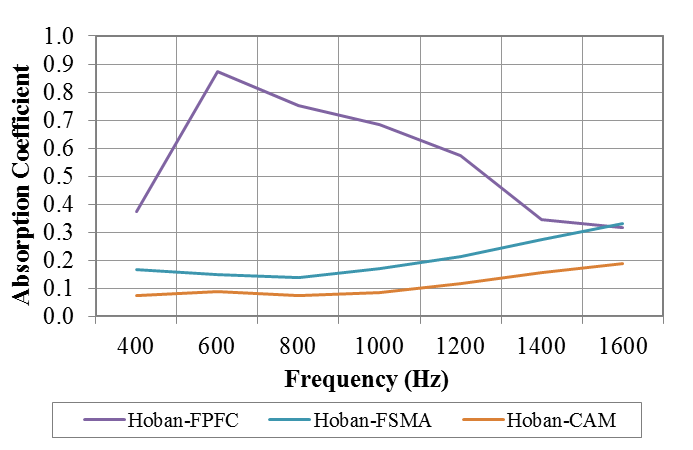 1.0
0.9
0.8
0.7
0.6
0.5
0.4
0.3
0.2
0.1
0.0
Absorption Coefficient
400 600 800 1000 1200 1400 1600
Frequency (Hz)
Hoban-FPFC Hoban-FSMA Hoban-CAM